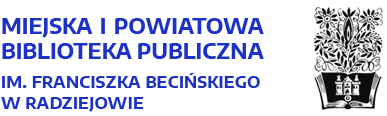 MIEJSKA I POWIATOWA
BIBLIOTEKA PUBLICZNA
IM. FRANCISZKA BECIŃSKIEGO
W RADZIEJOWIE